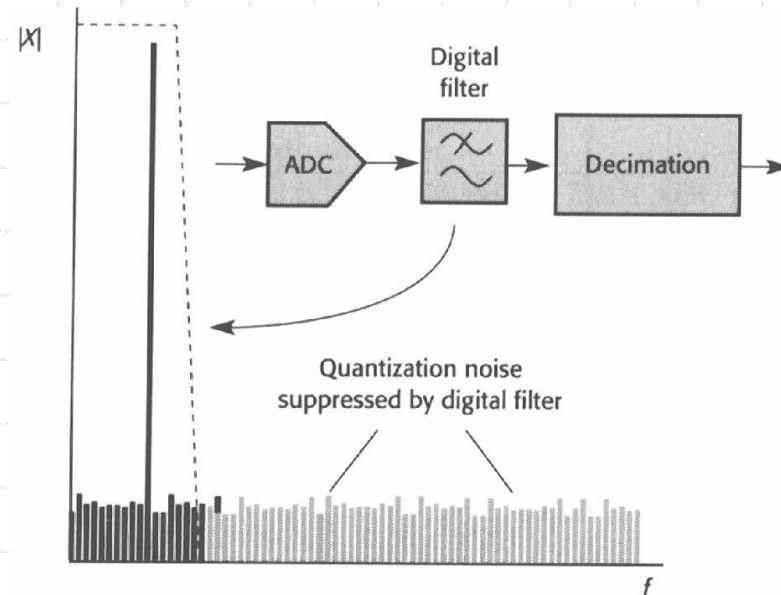 |X|
Digital
filter
ADC
Decimation
Quantization noise
suppressed by digital filter
f